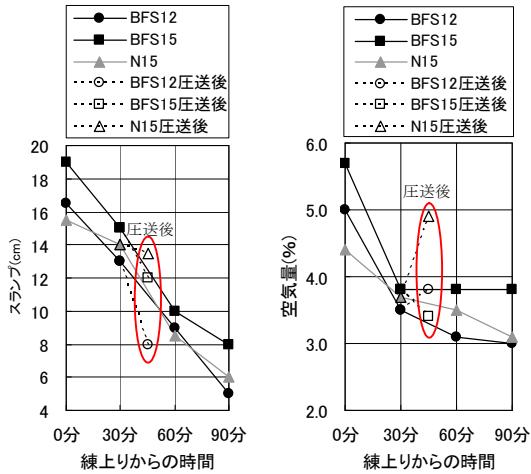 BFS12
BFS15
N15
BFS12圧送後
BFS15圧送後
N15圧送後
20
18
16
14
12
10
8
6
4
スランプ(cm)
圧送後
0分 30分 60分 90分
練上りからの時間
BFS12
BFS15
N15
BFS12圧送後
BFS15圧送後
N15圧送後
6.0
5.0
4.0
3.0
2.0
空気量(%)
圧送後
0分 30分 60分 90分
練上りからの時間